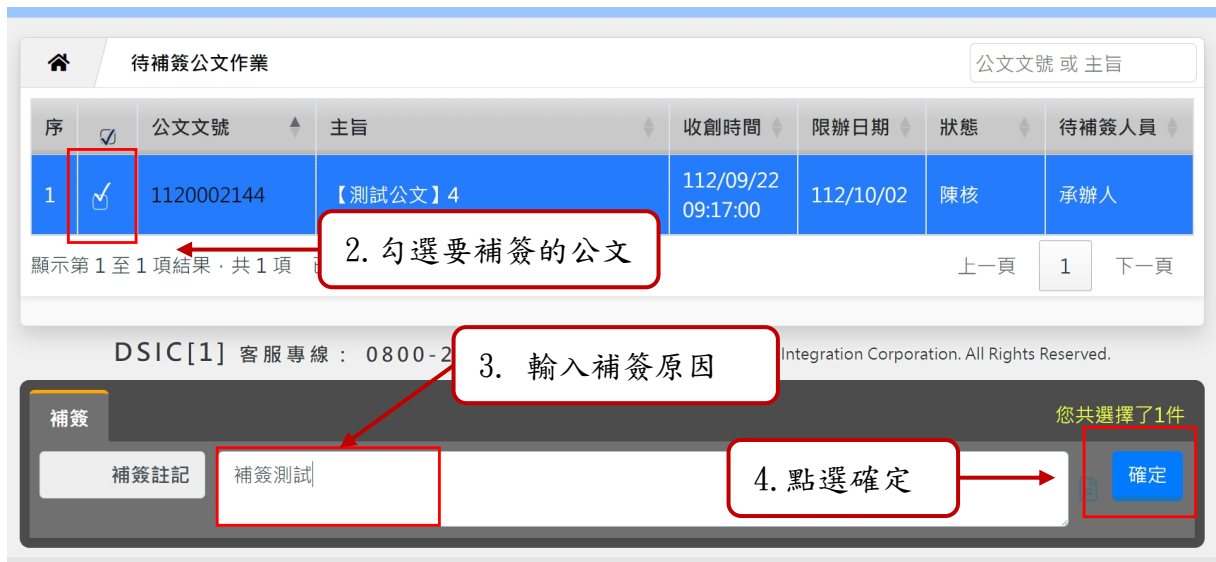 待補簽公文作業
公文文號 或 主旨
序 公文文號 主旨 收創時間 限辦日期 狀態 待補簽人員
1 1120002144 【測試公文】4 112/09/22 09:17:00 112/10/02 陳核 承辦人
2.勾選要補簽的公文
顯示第 1 至 1 項結果，共 1 項
上一頁 1 下一頁
DSIC[1] 客服專線： 0800-2
Integration Corporation. All Rights Reserved.
3. 輸入補簽原因
補簽
您共選擇了1件
補簽註記 補簽測試
4.點選確定
確定